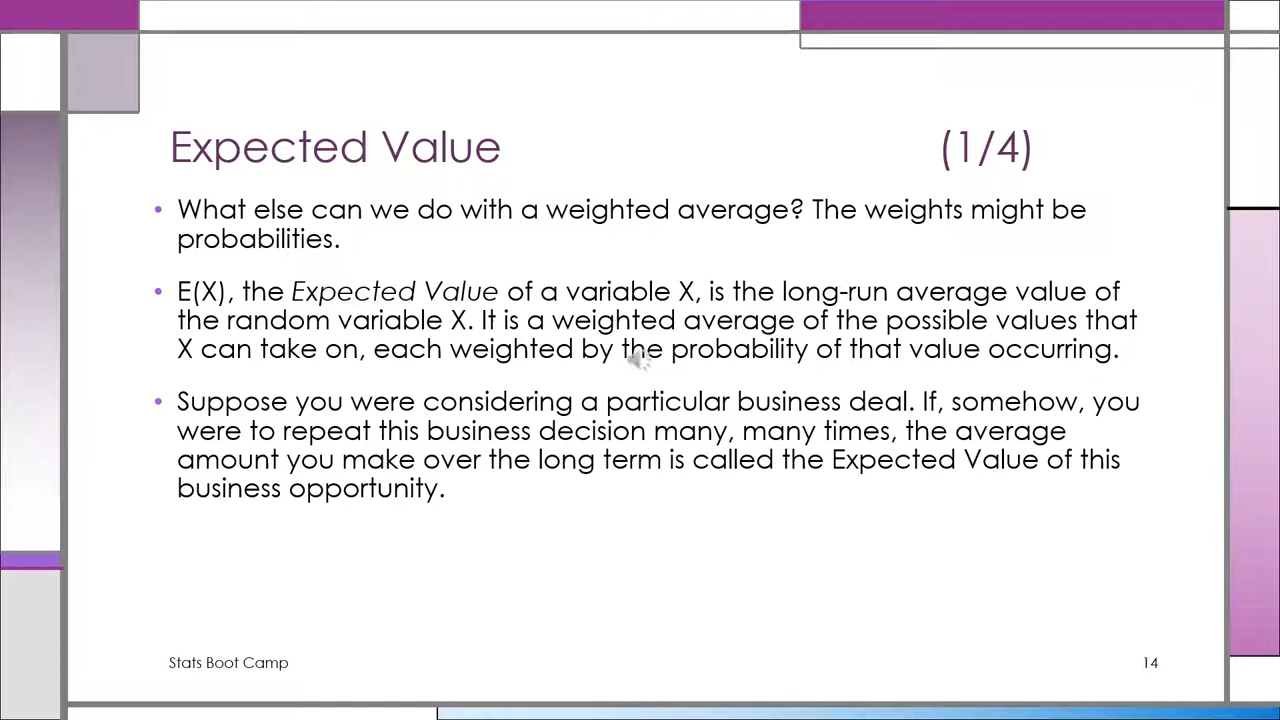 Expected Value (1/4)
• What else can we do with a weighted average? The weights might be
probabilities.
• E(X), the Expected Value of a variable X, is the long-run average value of
the random variable X. It is a weighted average of the possible values that
X can take on, each weighted by the probability of that value occurring.
• Suppose you were considering a particular business deal. If, somehow, you
were to repeat this business decision many, many times, the average
amount you make over the long term is called the Expected Value of this
business opportunity.
Stats Boot Camp 14